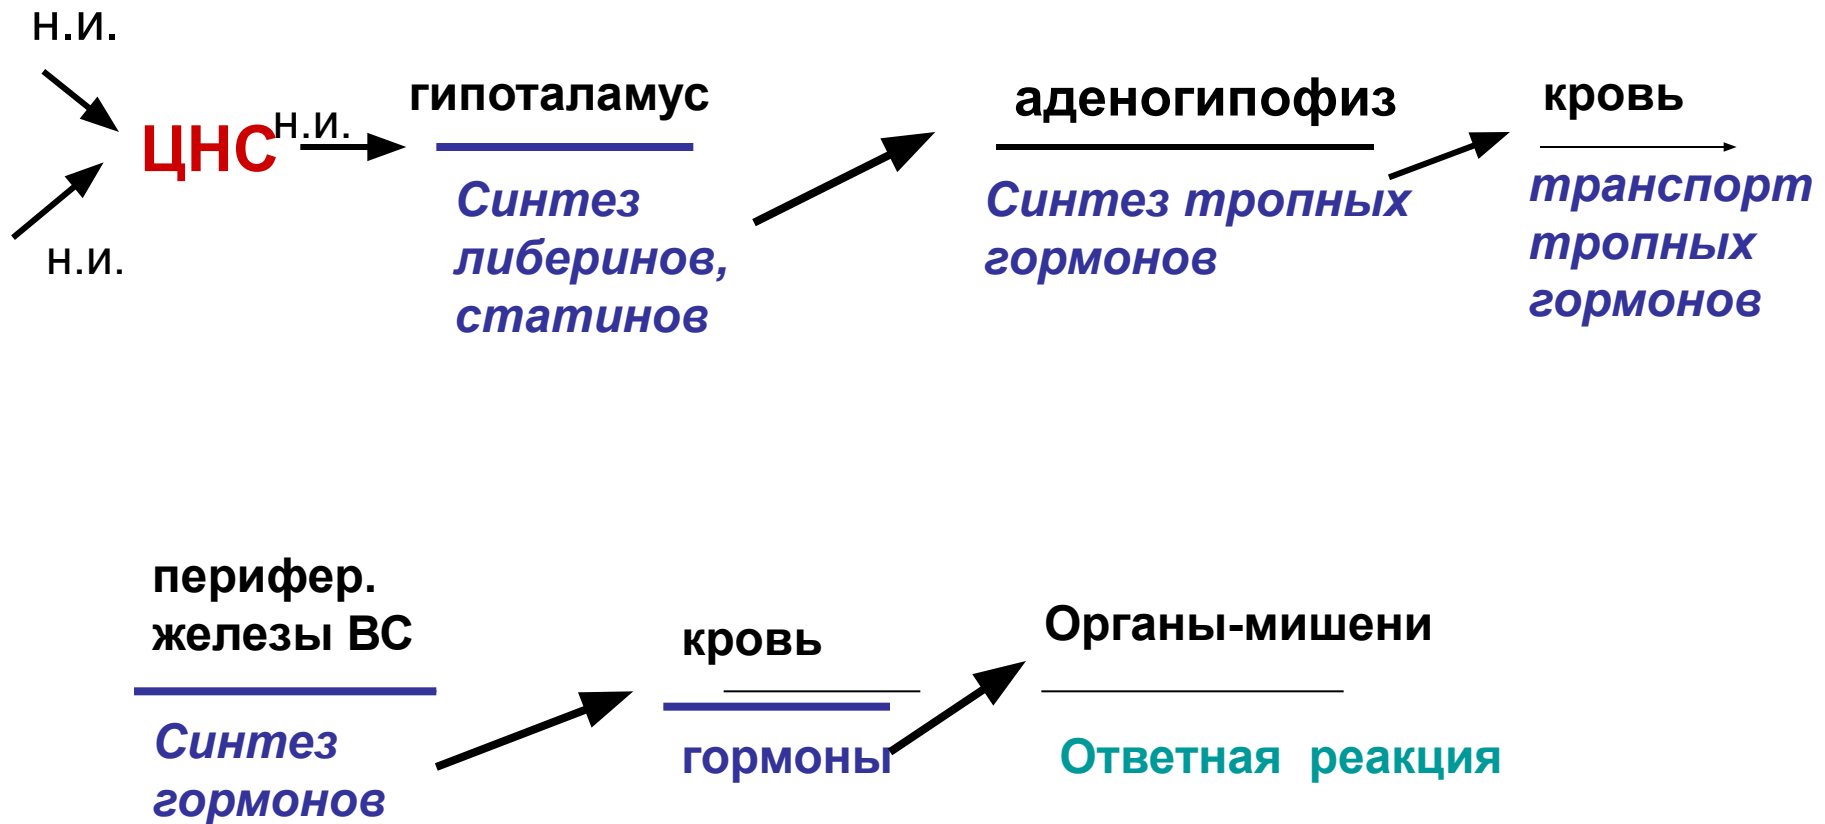 н.и.
ЦНС
н.и.
н.и.
гипоталамус
Синтез
либеринов,
статинов
аденогипофиз
Синтез тропных
гормонов
кровь
транспорт
тропных
гормонов
перифер.
железы ВС
Синтез
гормонов
кровь
гормоны
Органы-мишени
Ответная реакция